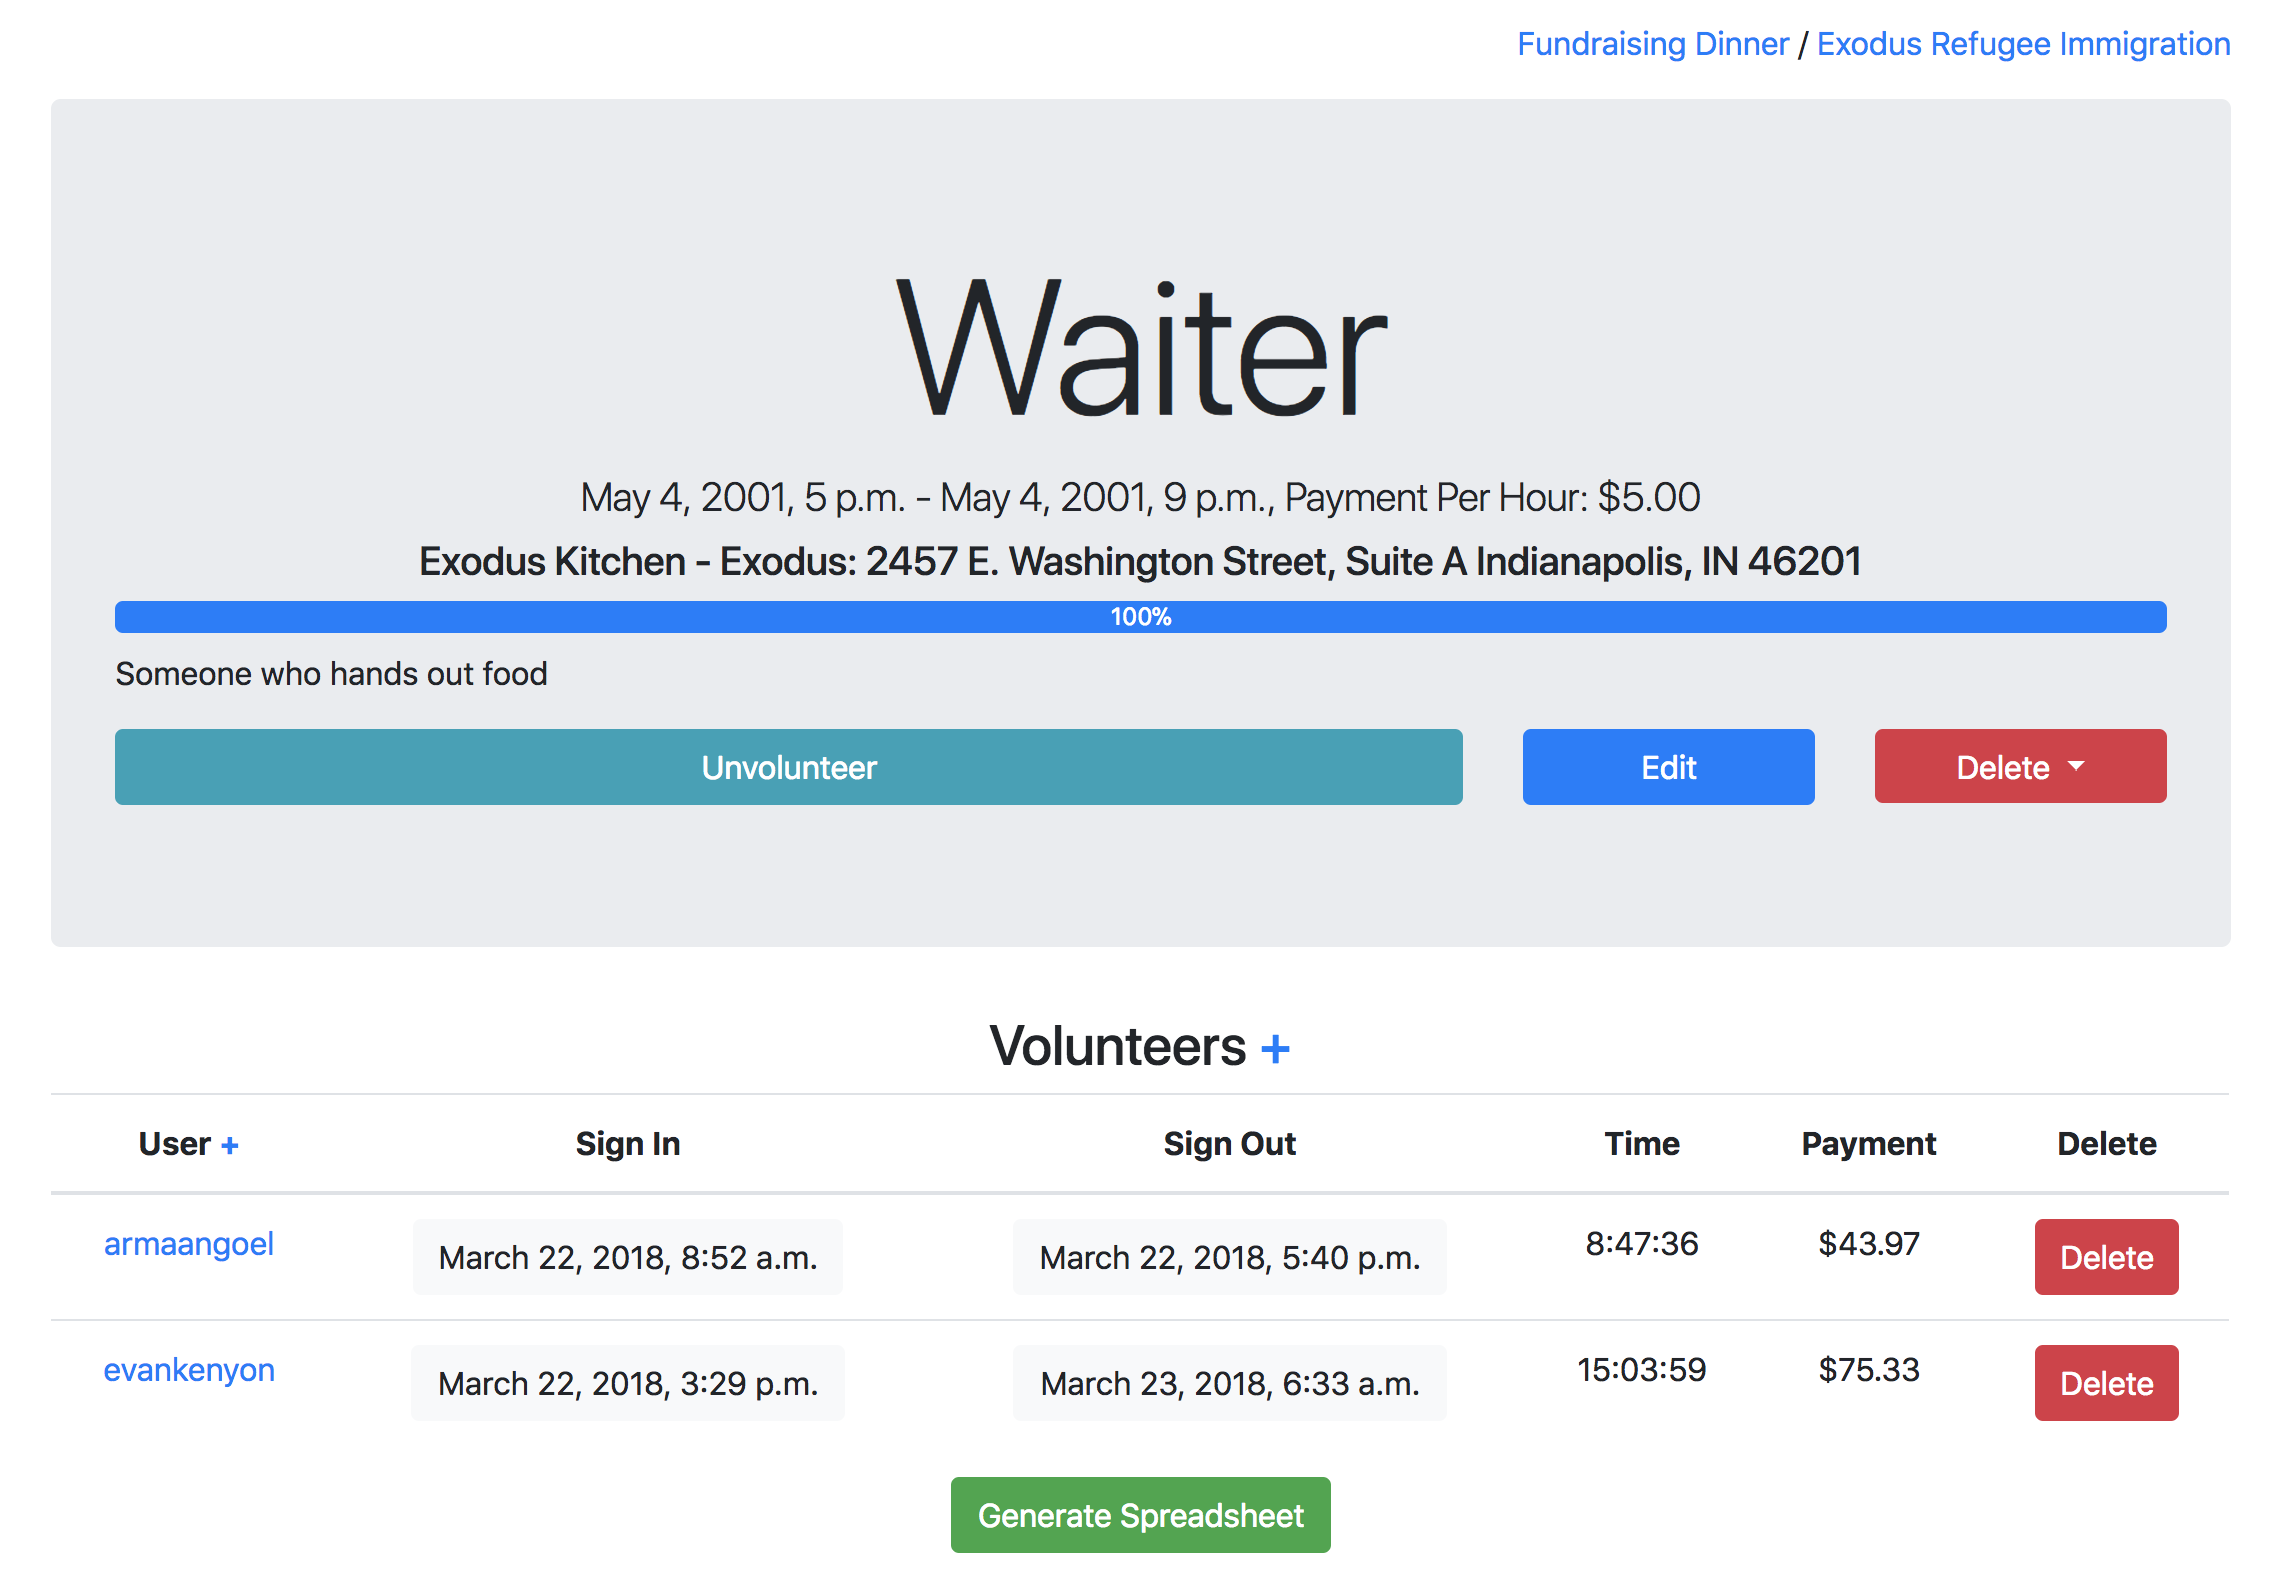 Fundraising Dinner / Exodus Refugee Immigration
Waiter
May 4, 2001, 5 p.m. - May 4, 2001, 9 p.m., Payment Per Hour: $5.00
Exodus Kitchen - Exodus: 2457 E. Washington Street, Suite A Indianapolis, IN 46201
100%
Someone who hands out food
Unvolunteer Edit Delete
Volunteers +
User + Sign In Sign Out Time Payment Delete
armaangoel March 22, 2018, 8:52 a.m. March 22, 2018, 5:40 p.m. 8:47:36 $43.97 Delete
evankenyon March 22, 2018, 3:29 p.m. March 23, 2018, 6:33 a.m. 15:03:59 $75.33 Delete
Generate Spreadsheet